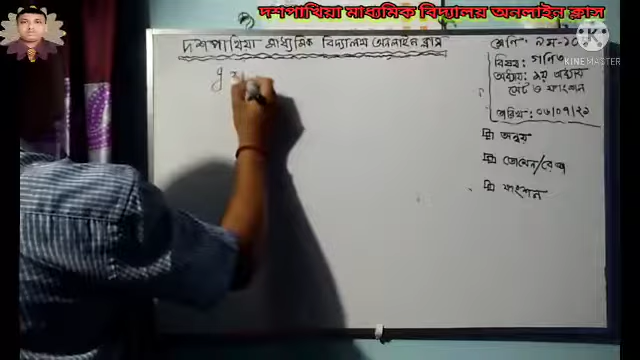 দশপাখিয়া মাধ্যমিক বিদ্যালয় অনলাইন ক্লাস
KINEMASTER
দশপাখিয়া মাধ্যমিক বিদ্যালয় অনলাইন ক্লাস
শ্রেণি: ৯ম-১০ম
বিষয়: গণিত
অধ্যায়: ২য় অধ্যায়
সেট ও ফাংশন
তারিখ: ০৬/০৭/২১
অন্বয়
ডোমেন/রেঞ্জ
ফাংশন